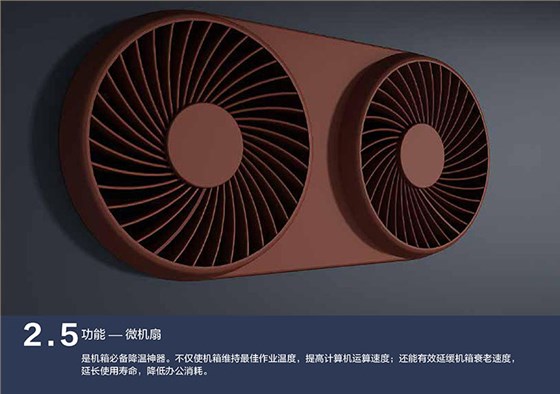 2.5 功能 — 微机扇
是机箱必备降温神器。不仅使机箱维持最佳作业温度，提高计算机运算速度；还能有效延缓机箱衰老速度，
延长使用寿命，降低办公消耗。